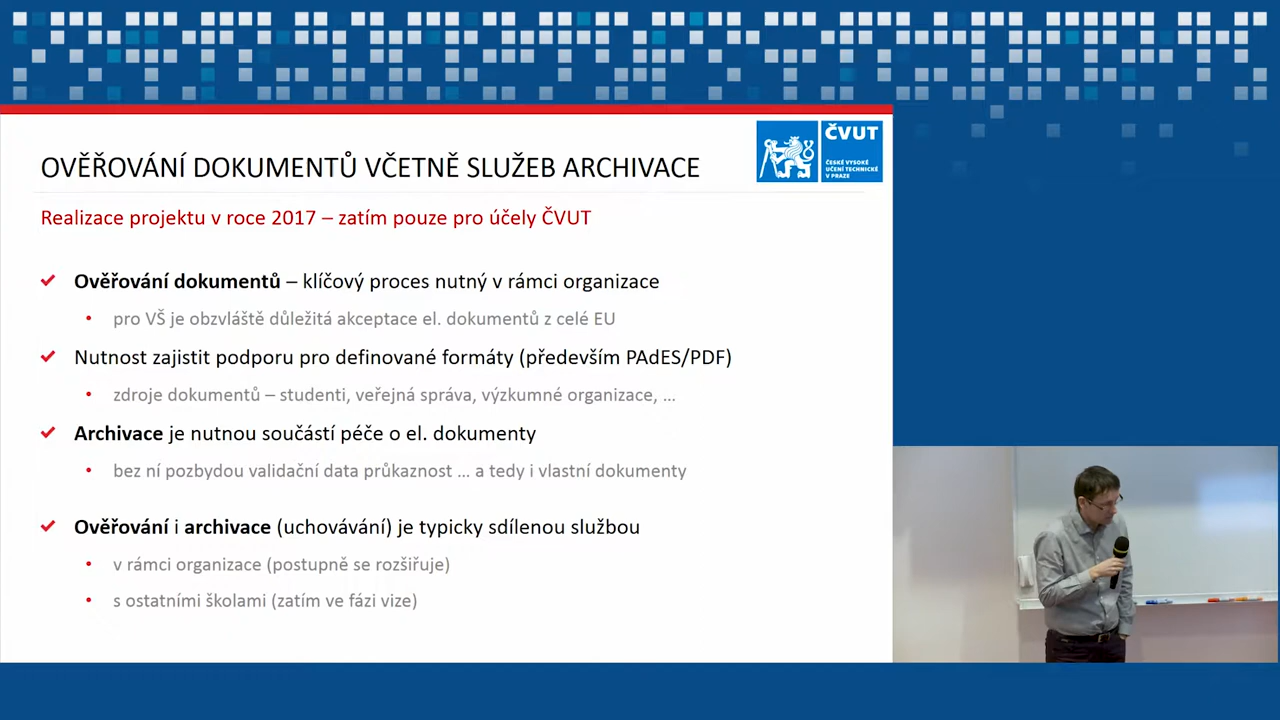 ČVUT
ČESKÉ VYSOKÉ
UČENÍ TECHNICKÉ
V PRAZE
OVĚŘOVÁNÍ DOKUMENTŮ VČETNĚ SLUŽEB ARCHIVACE
Realizace projektu v roce 2017 – zatím pouze pro účely ČVUT
Ověřování dokumentů – klíčový proces nutný v rámci organizace
pro VŠ je obzvláště důležitá akceptace el. dokumentů z celé EU
Nutnost zajistit podporu pro definované formáty (především PAdES/PDF)
zdroje dokumentů – studenti, veřejná správa, výzkumné organizace, ...
Archivace je nutnou součástí péče o el. dokumenty
bez ní pozbydou validační data průkaznost ... a tedy i vlastní dokumenty
Ověřování i archivace (uchovávání) je typicky sdílenou službou
v rámci organizace (postupně se rozšiřuje)
s ostatními školami (zatím ve fázi vize)